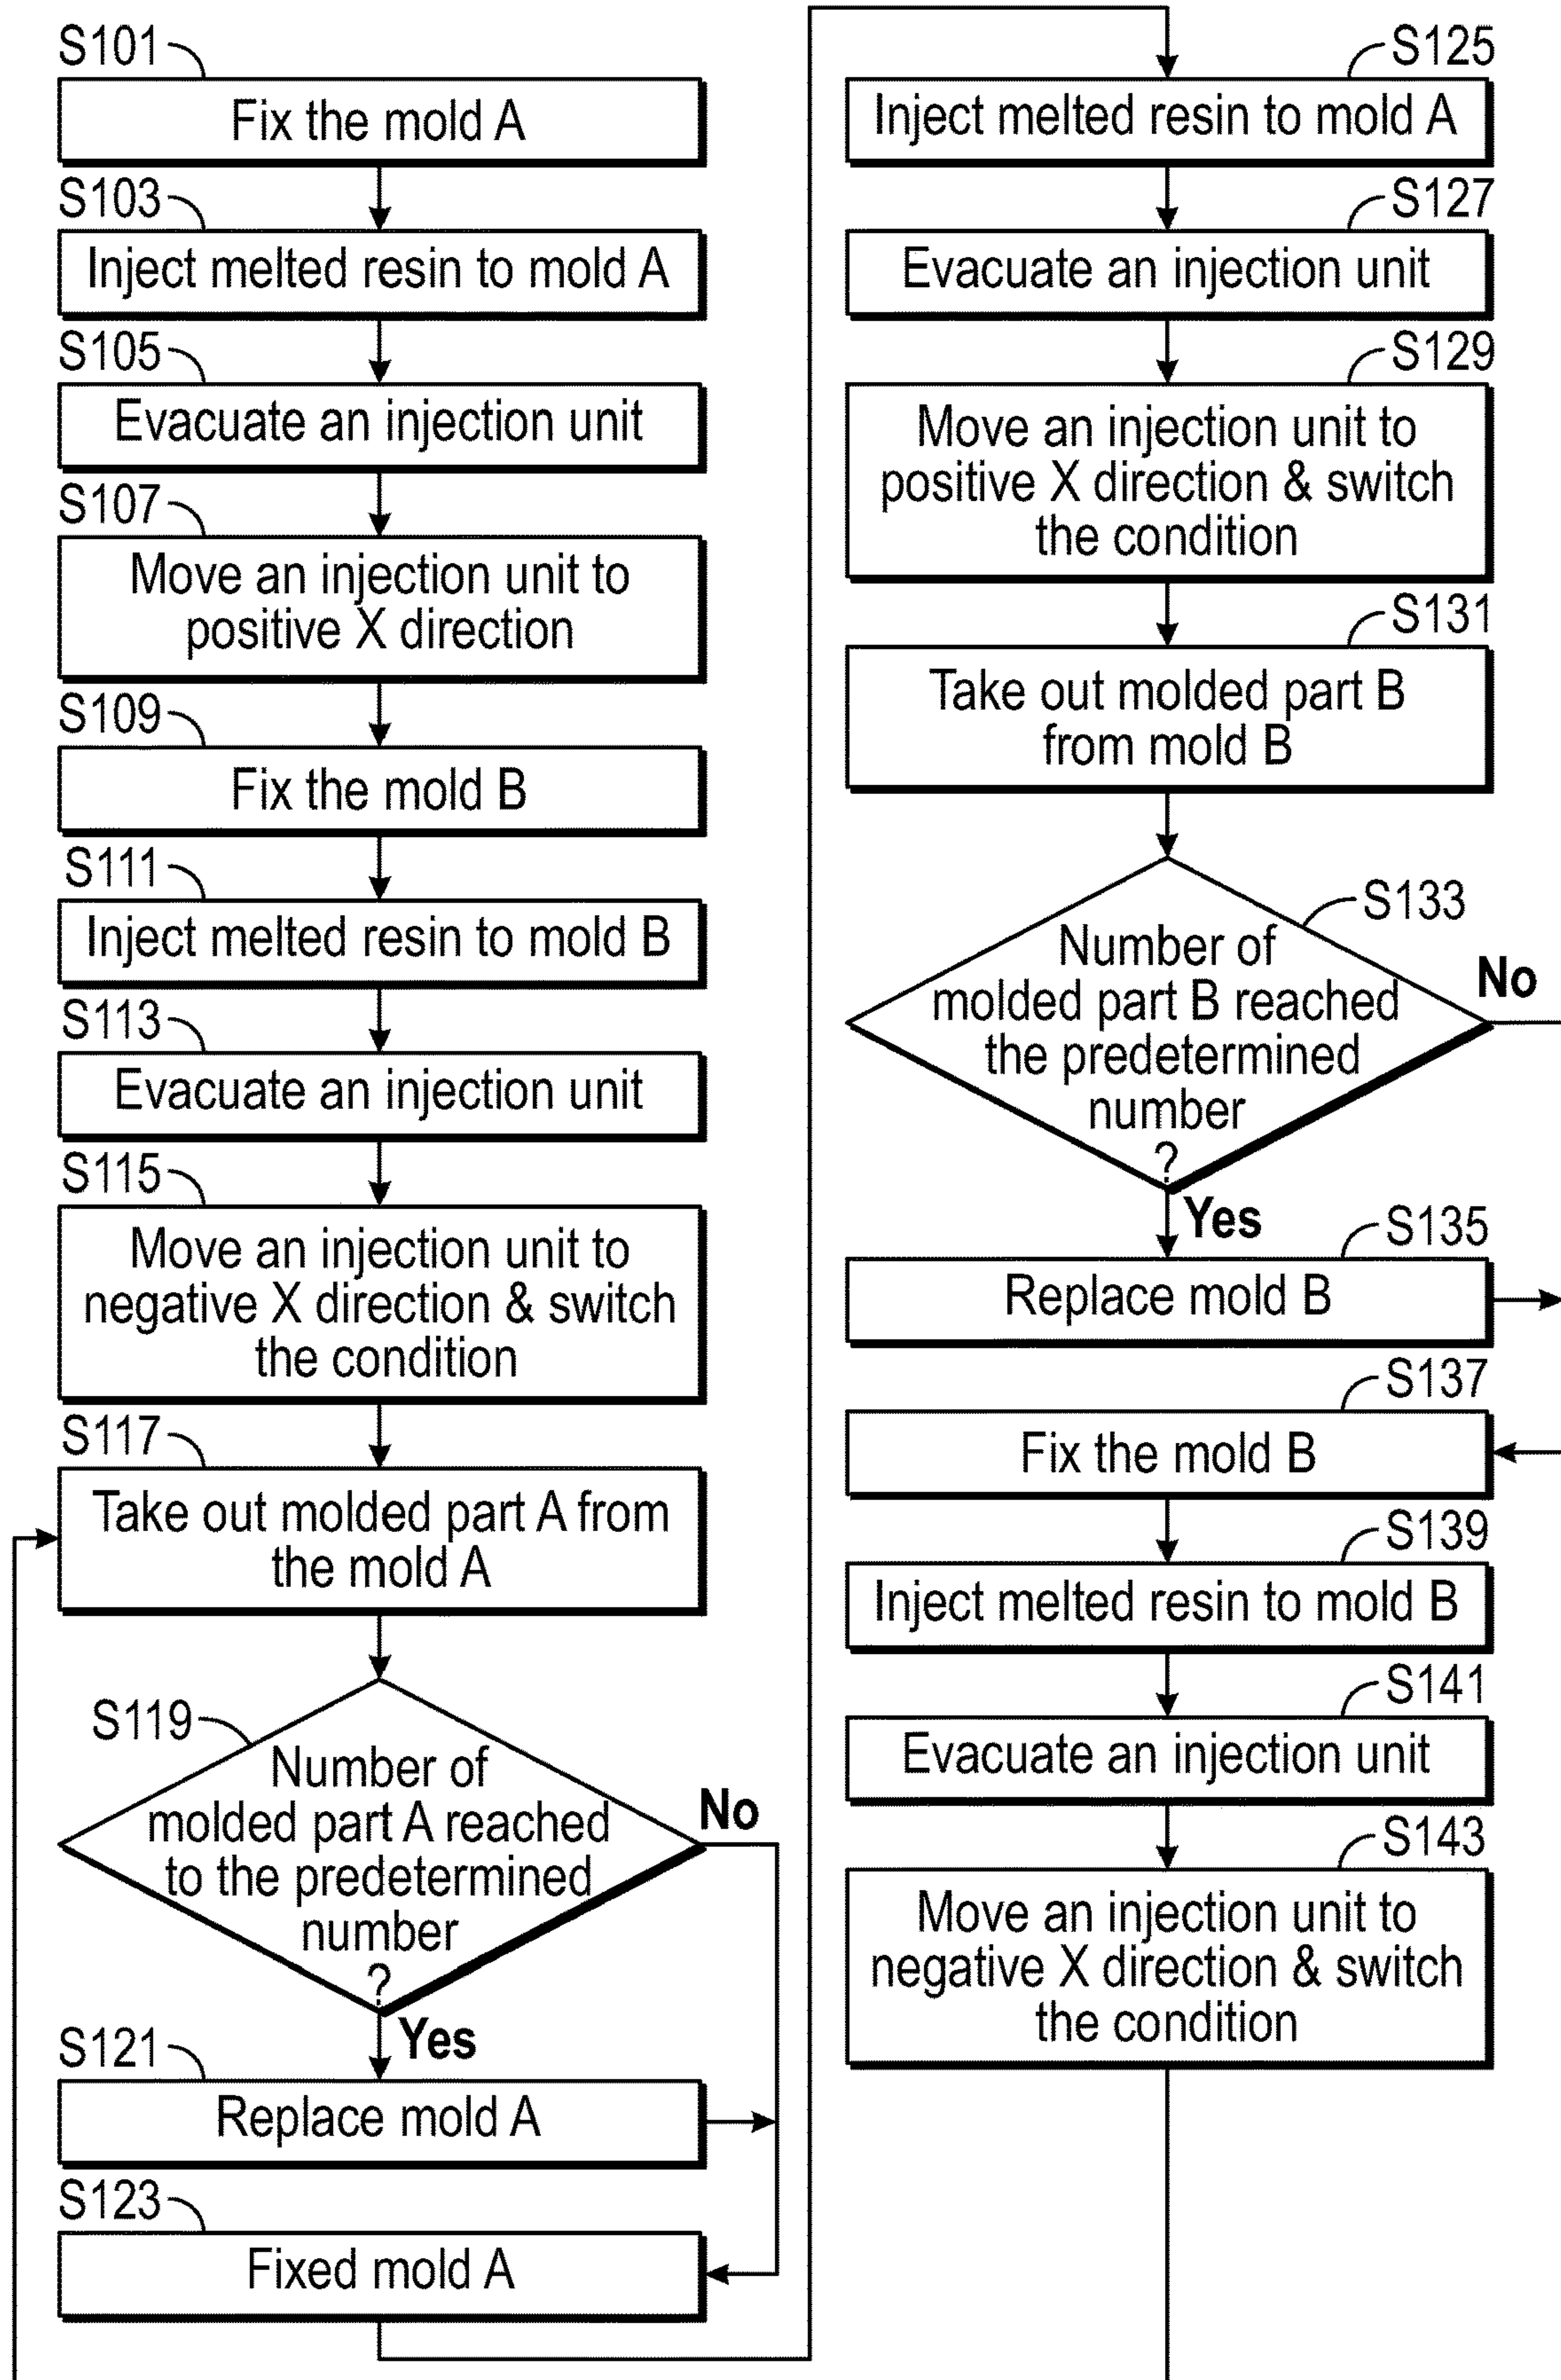 S101
Fix the mold A
S103
Inject melted resin to mold A
S105
Evacuate an injection unit
S107
Move an injection unit to
positive X direction
S109
Fix the mold B
S111
Inject melted resin to mold B
S113
Evacuate an injection unit
S115
Move an injection unit to
negative X direction & switch
the condition
S117
Take out molded part A from
the mold A
S119
Number of
molded part A reached
to the predetermined
number
?
No
Yes
S121
Replace mold A
S123
Fixed mold A
S125
Inject melted resin to mold A
S127
Evacuate an injection unit
S129
Move an injection unit to
positive X direction & switch
the condition
S131
Take out molded part B
from mold B
S133
Number of
molded part B reached
the predetermined
number
?
No
Yes
S135
Replace mold B
S137
Fix the mold B
S139
Inject melted resin to mold B
S141
Evacuate an injection unit
S143
Move an injection unit to
negative X direction & switch
the condition